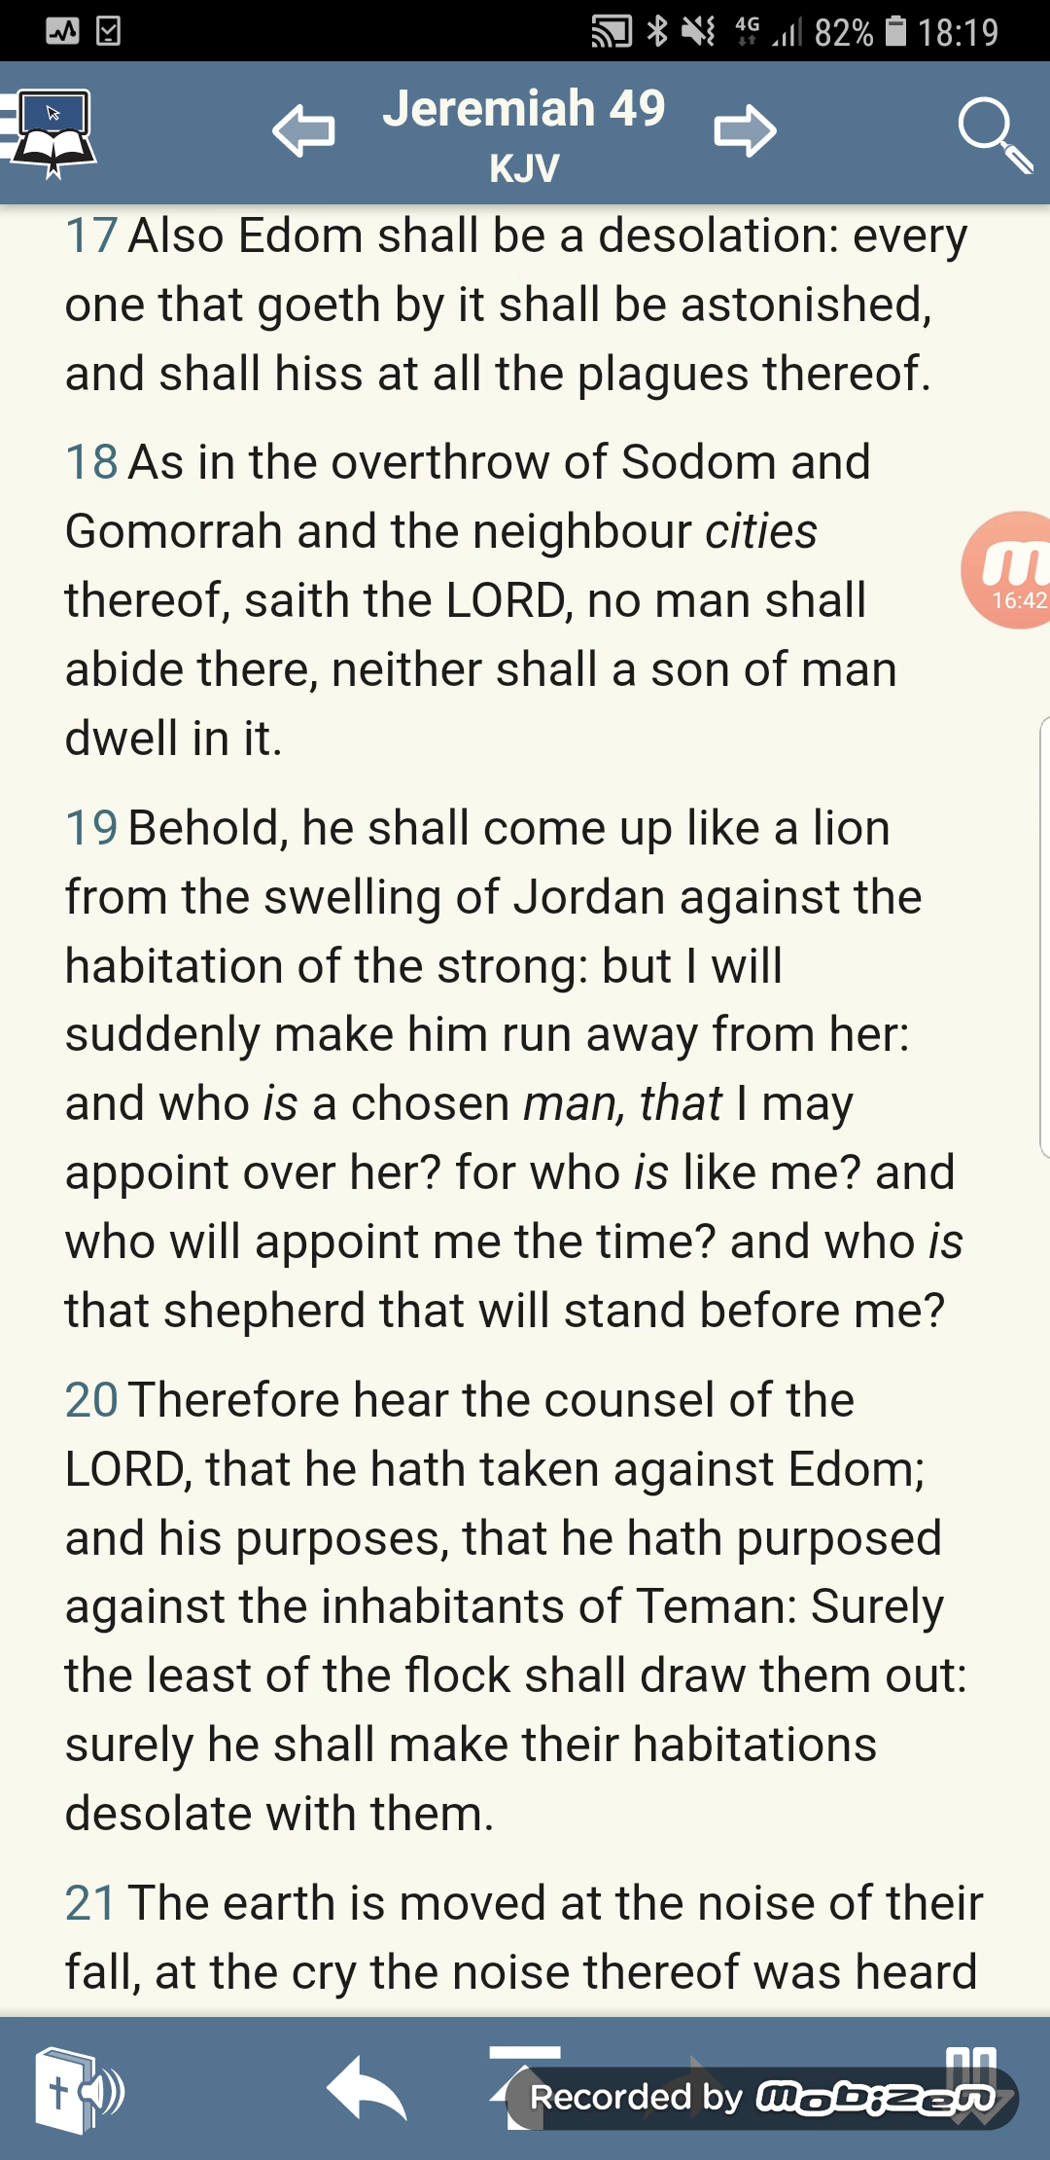 4G 82% 18:19
Jeremiah 49
KJV
17 Also Edom shall be a desolation: every
one that goeth by it shall be astonished,
and shall hiss at all the plagues thereof.
18 As in the overthrow of Sodom and
Gomorrah and the neighbour cities
thereof, saith the LORD, no man shall
abide there, neither shall a son of man
dwell in it.
m
16:42
19 Behold, he shall come up like a lion
from the swelling of Jordan against the
habitation of the strong: but I will
suddenly make him run away from her:
and who is a chosen man, that I may
appoint over her? for who is like me? and
who will appoint me the time? and who is
that shepherd that will stand before me?
20 Therefore hear the counsel of the
LORD, that he hath taken against Edom;
and his purposes, that he hath purposed
against the inhabitants of Teman: Surely
the least of the flock shall draw them out:
surely he shall make their habitations
desolate with them.
21 The earth is moved at the noise of their
fall, at the cry the noise thereof was heard
Recorded by mobizen